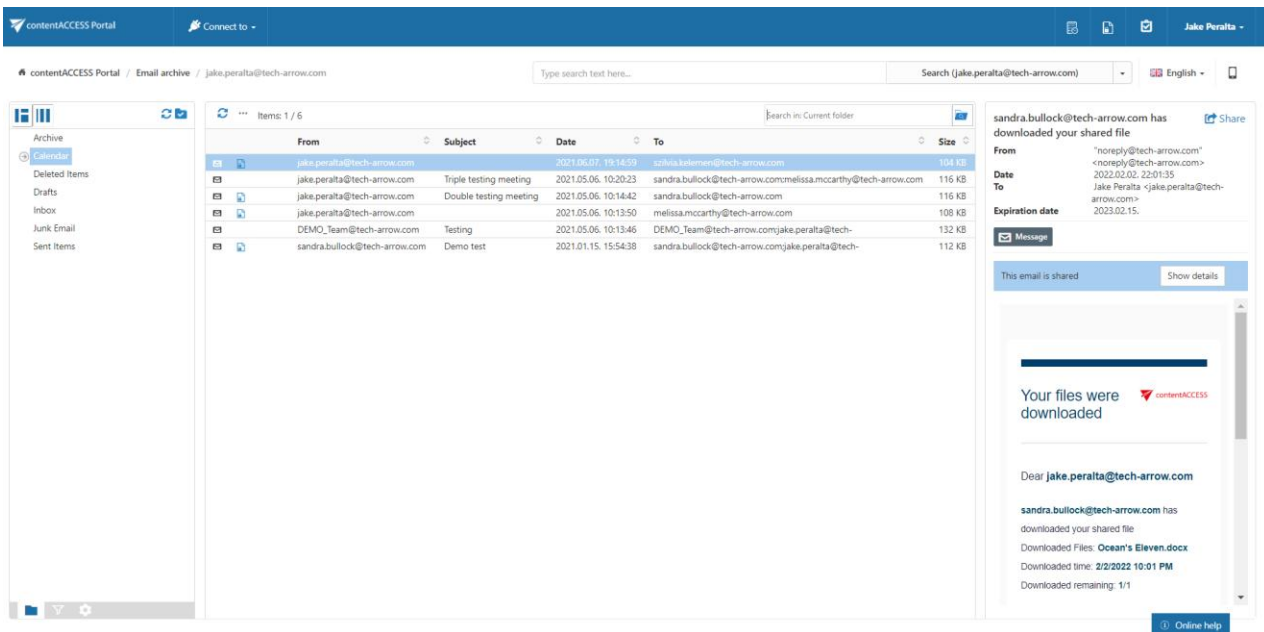 contentACCESS Portal
Connect to
Jake Peralta
contentACCESS Portal / Email archive / jake.peralta@tech-arrow.com
Type search text here...
Search (jake.peralta@tech-arrow.com)
English
Archive
Calendar
Deleted Items
Drafts
Inbox
Junk Email
Sent Items
Items: 1 / 6
Search in: Current folder
From Subject Date To Size
jake.peralta@tech-arrow.com 2021.06.07. 19:14:59 szilvia.kelemen@tech-arrow.com 104 KB
jake.peralta@tech-arrow.com Triple testing meeting 2021.05.06. 10:20:23 sandra.bullock@tech-arrow.com;melissa.mccarthy@tech-arrow.com 116 KB
jake.peralta@tech-arrow.com Double testing meeting 2021.05.06. 10:14:42 sandra.bullock@tech-arrow.com 116 KB
jake.peralta@tech-arrow.com 2021.05.06. 10:13:50 melissa.mccarthy@tech-arrow.com 108 KB
DEMO_Team@tech-arrow.com Testing 2021.05.06. 10:13:46 DEMO_Team@tech-arrow.com;jake.peralta@tech- 132 KB
sandra.bullock@tech-arrow.com Demo test 2021.01.15. 15:54:38 sandra.bullock@tech-arrow.com;jake.peralta@tech- 112 KB
sandra.bullock@tech-arrow.com has
downloaded your shared file
Share
From "noreply@tech-arrow.com"
<noreply@tech-arrow.com>
Date 2022.02.02. 22:01:35
To Jake Peralta <jake.peralta@tech-
arrow.com>
Expiration date 2023.02.15.
Message
This email is shared
Show details
Your files were
downloaded
contentACCESS
Dear jake.peralta@tech-arrow.com
sandra.bullock@tech-arrow.com has
downloaded your shared file
Downloaded Files: Ocean's Eleven.docx
Downloaded time: 2/2/2022 10:01 PM
Downloaded remaining: 1/1
Online help